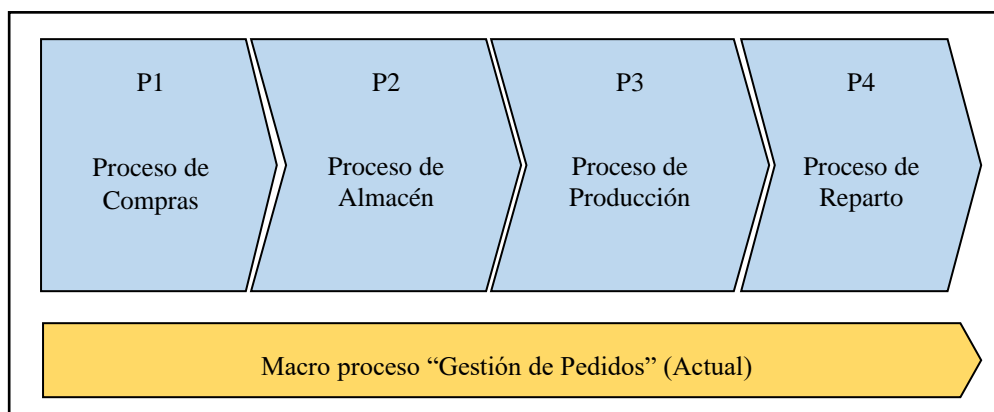 P1
Proceso de
Compras
P2
Proceso de
Almacén
P3
Proceso de
Producción
P4
Proceso de
Reparto
Macro proceso “Gestión de Pedidos” (Actual)